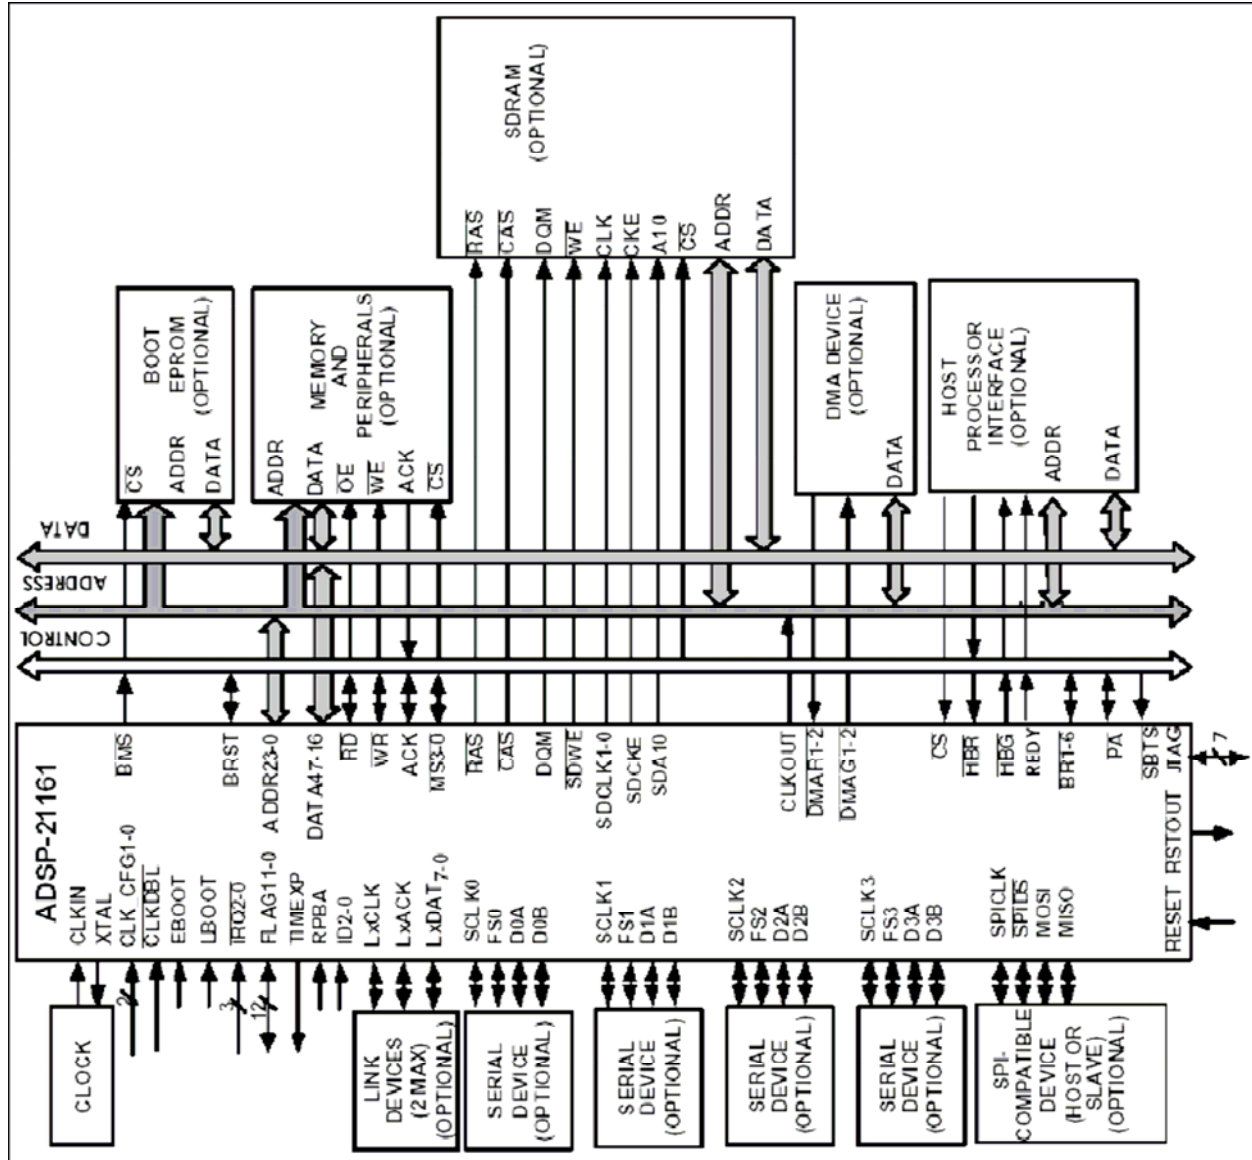 ADSP-21161
CLOCK
CLKIN
XTAL
CLK_CFG1-0
2
CLKDBL
EBOOT
LBOOT
IRQ2-0
3
FLAG11-0
12
TIMEXP
RPBA
ID2-0
LINK
DEVICES
(2 MAX)
(OPTIONAL)
LxCLK
LxACK
LxDAT7-0
SERIAL
DEVICE
(OPTIONAL)
SCLK0
FS0
D0A
D0B
SERIAL
DEVICE
(OPTIONAL)
SCLK1
FS1
D1A
D1B
SERIAL
DEVICE
(OPTIONAL)
SCLK2
FS2
D2A
D2B
SERIAL
DEVICE
(OPTIONAL)
SCLK3
FS3
D3A
D3B
SPI-
COMPATIBLE
DEVICE
(HOST OR
SLAVE)
(OPTIONAL)
SPICLK
SPIDS
MOSI
MISO
RESET RSTOUT JTAG
7
BMS
BRST
ADDR23-0
DATA47-16
RD
WR
ACK
MS3-0
RAS
CAS
DQM
SDWE
SDCLK1-0
SDCKE
SDA10
CLKOUT
DMAR1-2
DMAG1-2
CS
HBR
HBG
REDY
BR1-6
PA
SBTS
CONTROL
ADDRESS
DATA
CS
ADDR
DATA
BOOT
EPROM
(OPTIONAL)
ADDR
DATA
OE
WE
ACK
CS
MEMORY
AND
PERIPHERALS
(OPTIONAL)
RAS
CAS
DQM
WE
CLK
CKE
A10
CS
ADDR
DATA
SDRAM
(OPTIONAL)
DMA DEVICE
(OPTIONAL)
DATA
HOST
PROCESSOR
INTERFACE
(OPTIONAL)
ADDR
DATA